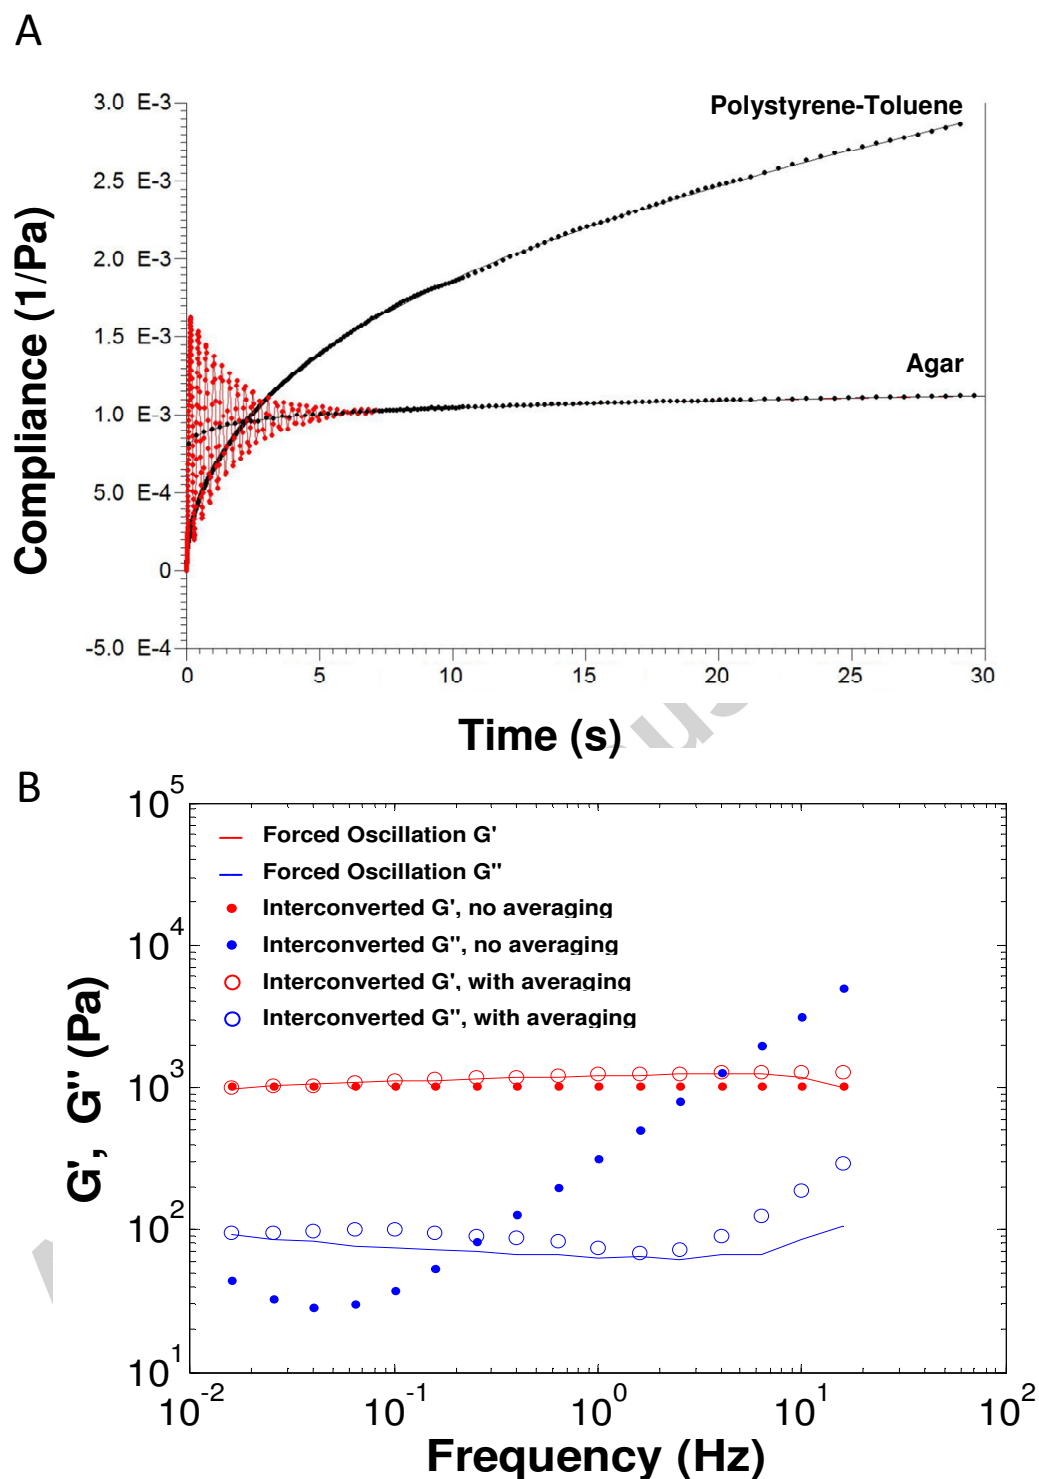 A
3.0 E-3
Polystyrene-Toluene
2.5 E-3
2.0 E-3
1.5 E-3
Agar
1.0 E-3
5.0 E-4
0
-5.0 E-4
Compliance (1/Pa)
0 5 10 15 20 25 30
Time (s)
us
B
10^5
Forced Oscillation G'
Forced Oscillation G"
Interconverted G', no averaging
Interconverted G", no averaging
10^4
Interconverted G', with averaging
Interconverted G", with averaging
10^3
10^2
10^1
G', G" (Pa)
10^-2 10^-1 10^0 10^1 10^2
Frequency (Hz)